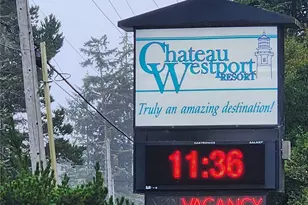 Chateau
Westport
RESORT
Truly an amazing destination!
11:36
VACANCY